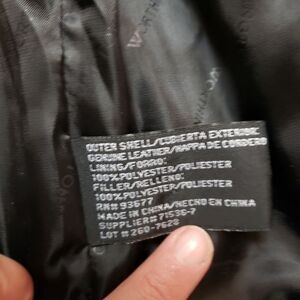 OUTER SHELL/CUBIERTA EXTERIOR:
GENUINE LEATHER/NAPPA DE CORDERO
LINING/FORRO:
100% POLYESTER/POLIESTER
FILLER/RELLENO:
100% POLYESTER/POLIESTER
RN# 93677
MADE IN CHINA/HECHO EN CHINA
SUPPLIER# 71536-7
LOT # 260-7628